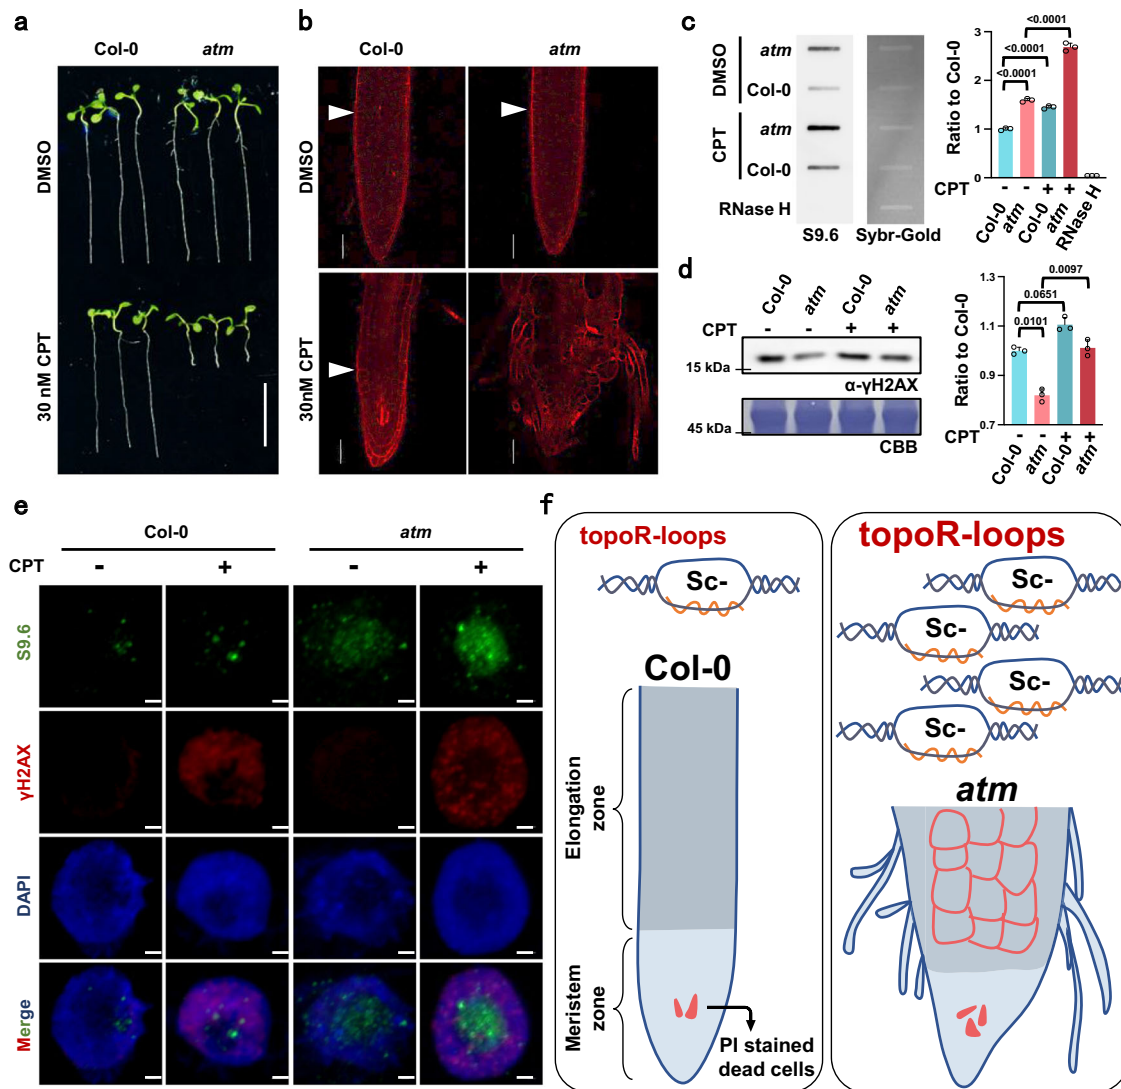 a
Col-0
atm
DMSO
30 nM CPT
b
Col-0
atm
DMSO
30nM CPT
c
DMSO
atm
Col-0
CPT
atm
Col-0
RNase H
S9.6
Sybr-Gold
Ratio to Col-0
3
2
1
0
<0.0001
<0.0001
<0.0001
CPT
- - + +
Col-0
atm
Col-0
atm
RNase H
d
Col-0
atm
Col-0
atm
CPT - - + +
15 kDa
α-γH2AX
45 kDa
CBB
Ratio to Col-0
1.3
1.1
0.9
0.7
0.0097
0.0651
0.0101
CPT
Col-0 -
atm -
Col-0 +
atm +
e
Col-0
atm
CPT - + - +
S9.6
γH2AX
DAPI
Merge
f
topoR-loops
Sc-
Col-0
Elongation
zone
Meristem
zone
PI stained
dead cells
topoR-loops
Sc-
Sc-
Sc-
Sc-
atm